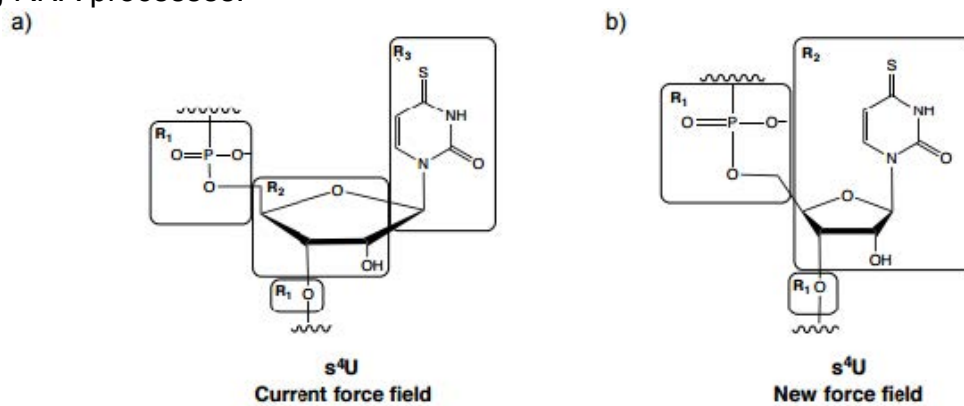 a)
b)
R3
S
NH
N
O
R1
O
P
O
O
R2
O
OH
R1 O
s4U
Current force field
R2
S
NH
N
O
R1
O
P
O
O
O
OH
R1 O
s4U
New force field